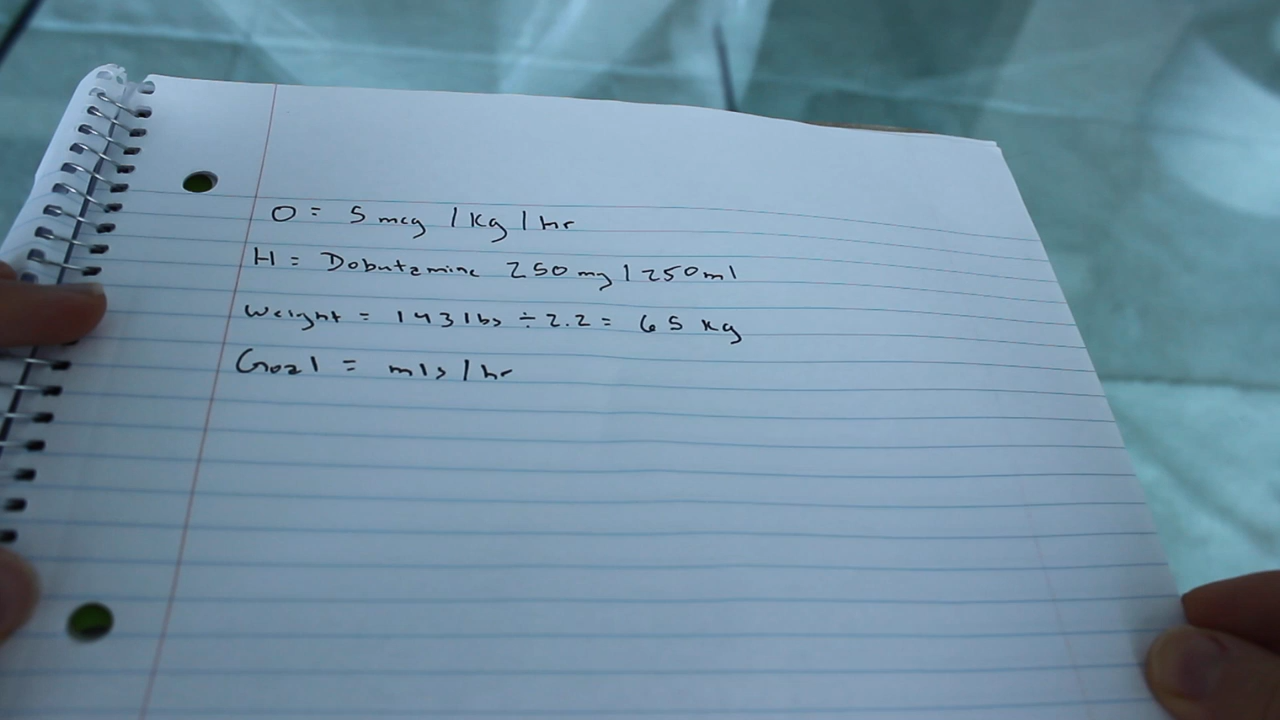 O = 5 mcg / Kg / hr
H = Dobutamine 250 mg / 250 ml
Weight = 143 lbs ÷ 2.2 = 65 Kg
Goal = mls / hr